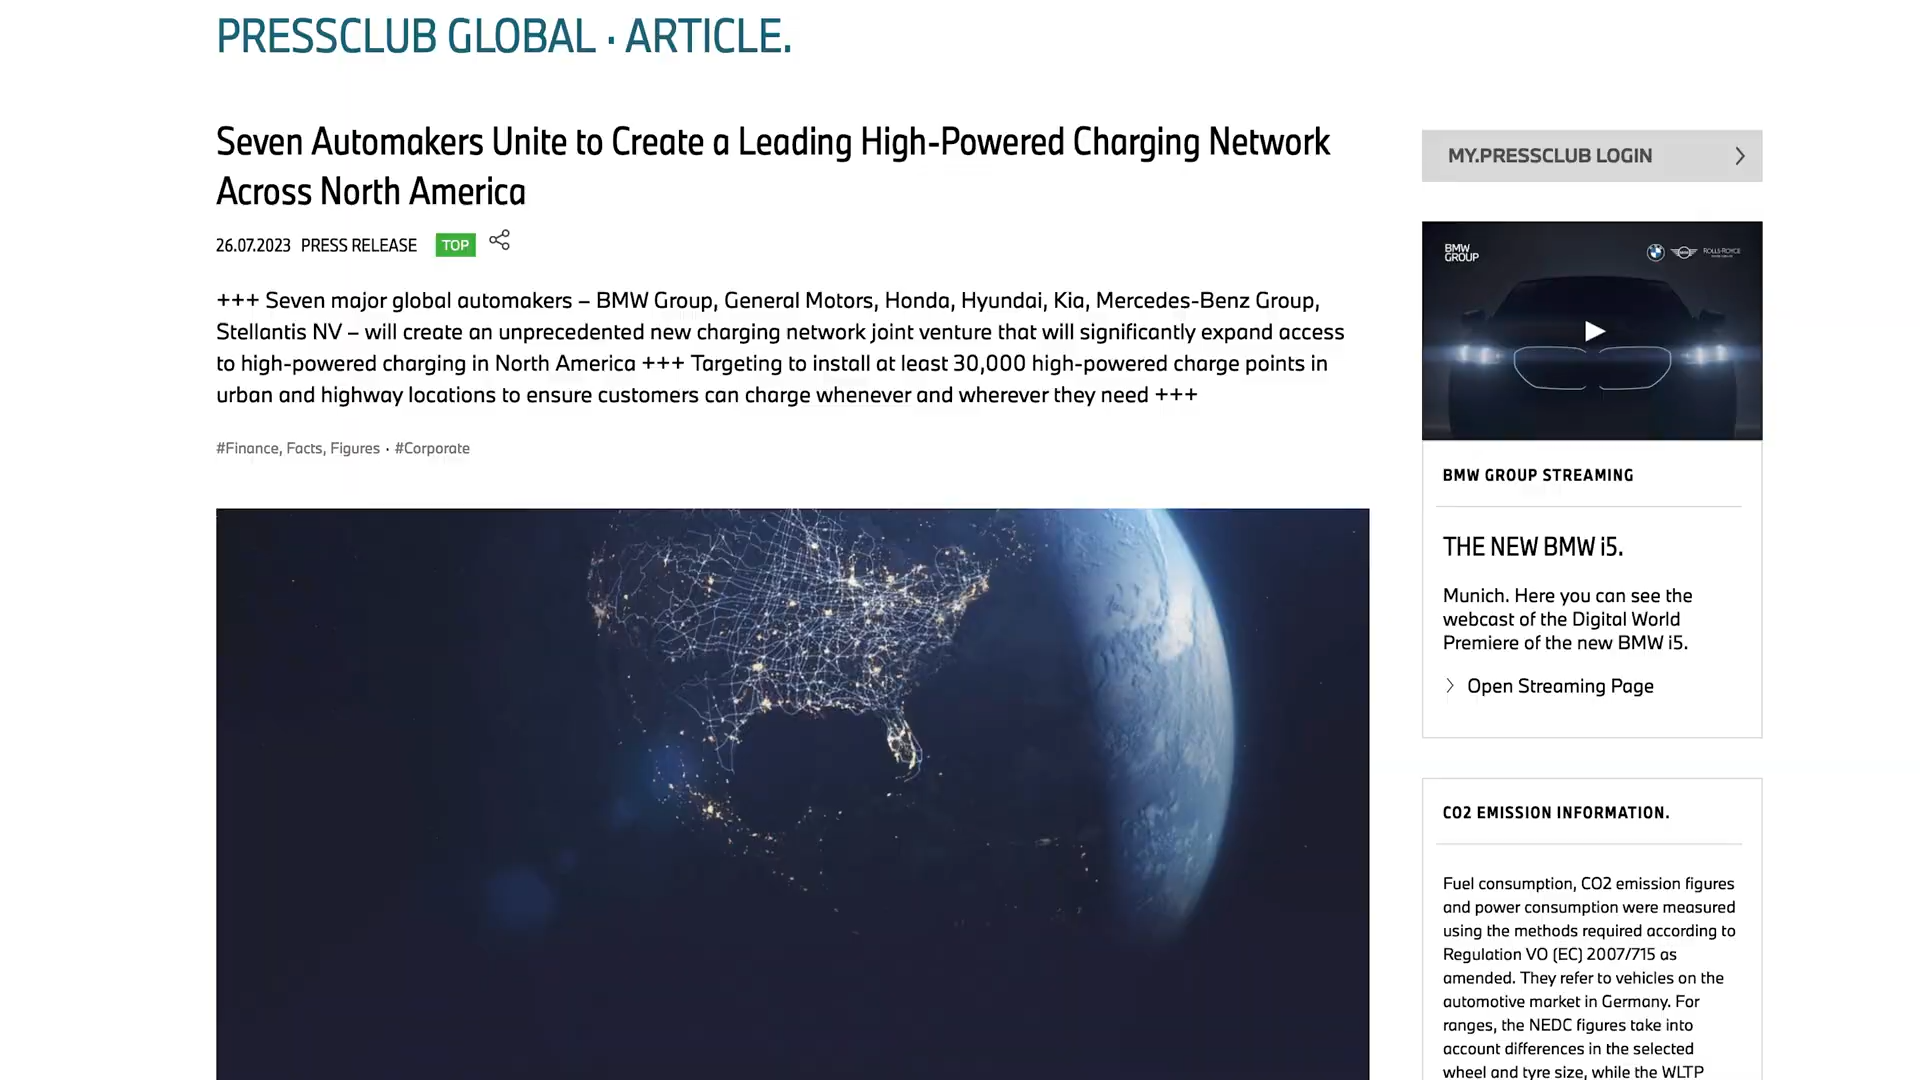 PRESSCLUB GLOBAL · ARTICLE.
Seven Automakers Unite to Create a Leading High-Powered Charging Network
Across North America
26.07.2023 PRESS RELEASE TOP
+++ Seven major global automakers – BMW Group, General Motors, Honda, Hyundai, Kia, Mercedes-Benz Group,
Stellantis NV – will create an unprecedented new charging network joint venture that will significantly expand access
to high-powered charging in North America +++ Targeting to install at least 30,000 high-powered charge points in
urban and highway locations to ensure customers can charge whenever and wherever they need +++
#Finance, Facts, Figures · #Corporate
MY.PRESSCLUB LOGIN
BMW
GROUP
ROLLS-ROYCE
BMW GROUP STREAMING
THE NEW BMW i5.
Munich. Here you can see the
webcast of the Digital World
Premiere of the new BMW i5.
Open Streaming Page
CO2 EMISSION INFORMATION.
Fuel consumption, CO2 emission figures
and power consumption were measured
using the methods required according to
Regulation VO (EC) 2007/715 as
amended. They refer to vehicles on the
automotive market in Germany. For
ranges, the NEDC figures take into
account differences in the selected
wheel and tyre size, while the WLTP